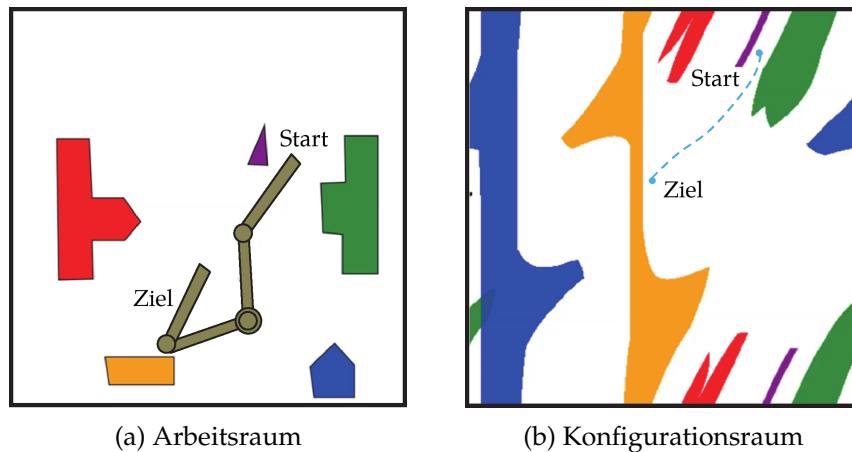 Start
Ziel
Start
Ziel
(a) Arbeitsraum
(b) Konfigurationsraum